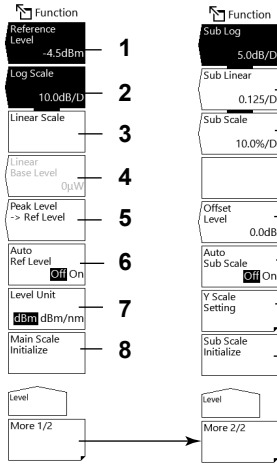 Function
Reference
Level
-4.5dBm
1
Log Scale
10.0dB/D
2
Linear Scale
3
Linear
Base Level
0µW
4
Peak Level
-> Ref Level
5
Auto
Ref Level
Off On
6
Level Unit
dBm dBm/nm
7
Main Scale
Initialize
8
Level
More 1/2
Function
Sub Log
5.0dB/D
Sub Linear
0.125/D
Sub Scale
10.0%/D
Offset
Level
0.0dB
Auto
Sub Scale
Off On
Y Scale
Setting
Sub Scale
Initialize
Level
More 2/2